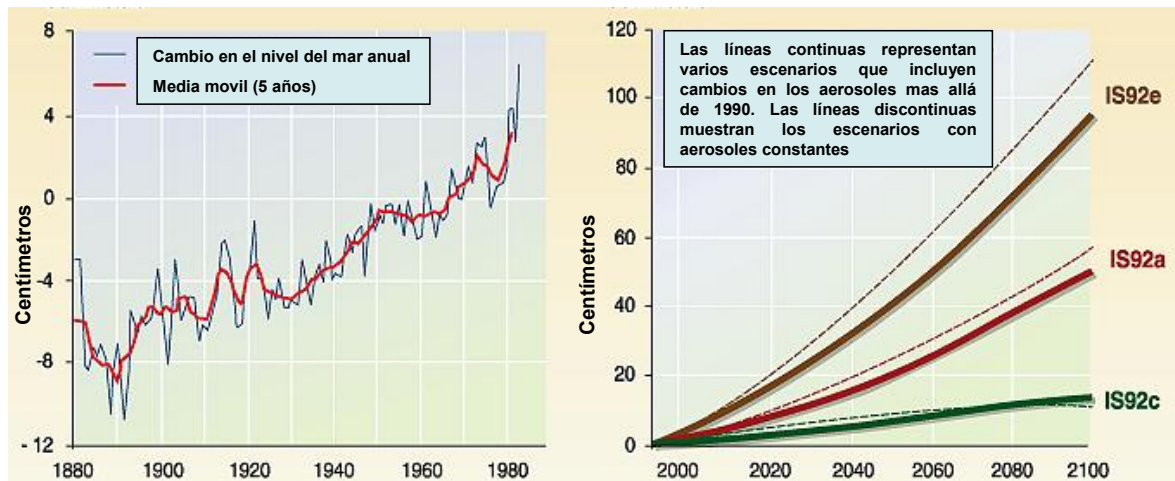 8
4
0
-4
-8
- 12
Centímetros
Cambio en el nivel del mar anual
Media movil (5 años)
1880
1900
1920
1940
1960
1980
120
100
80
60
40
20
0
Centímetros
Las líneas continuas representan
varios escenarios que incluyen
cambios en los aerosoles mas allá
de 1990. Las líneas discontinuas
muestran los escenarios con
aerosoles constantes
IS92e
IS92a
IS92c
2000
2020
2040
2060
2080
2100